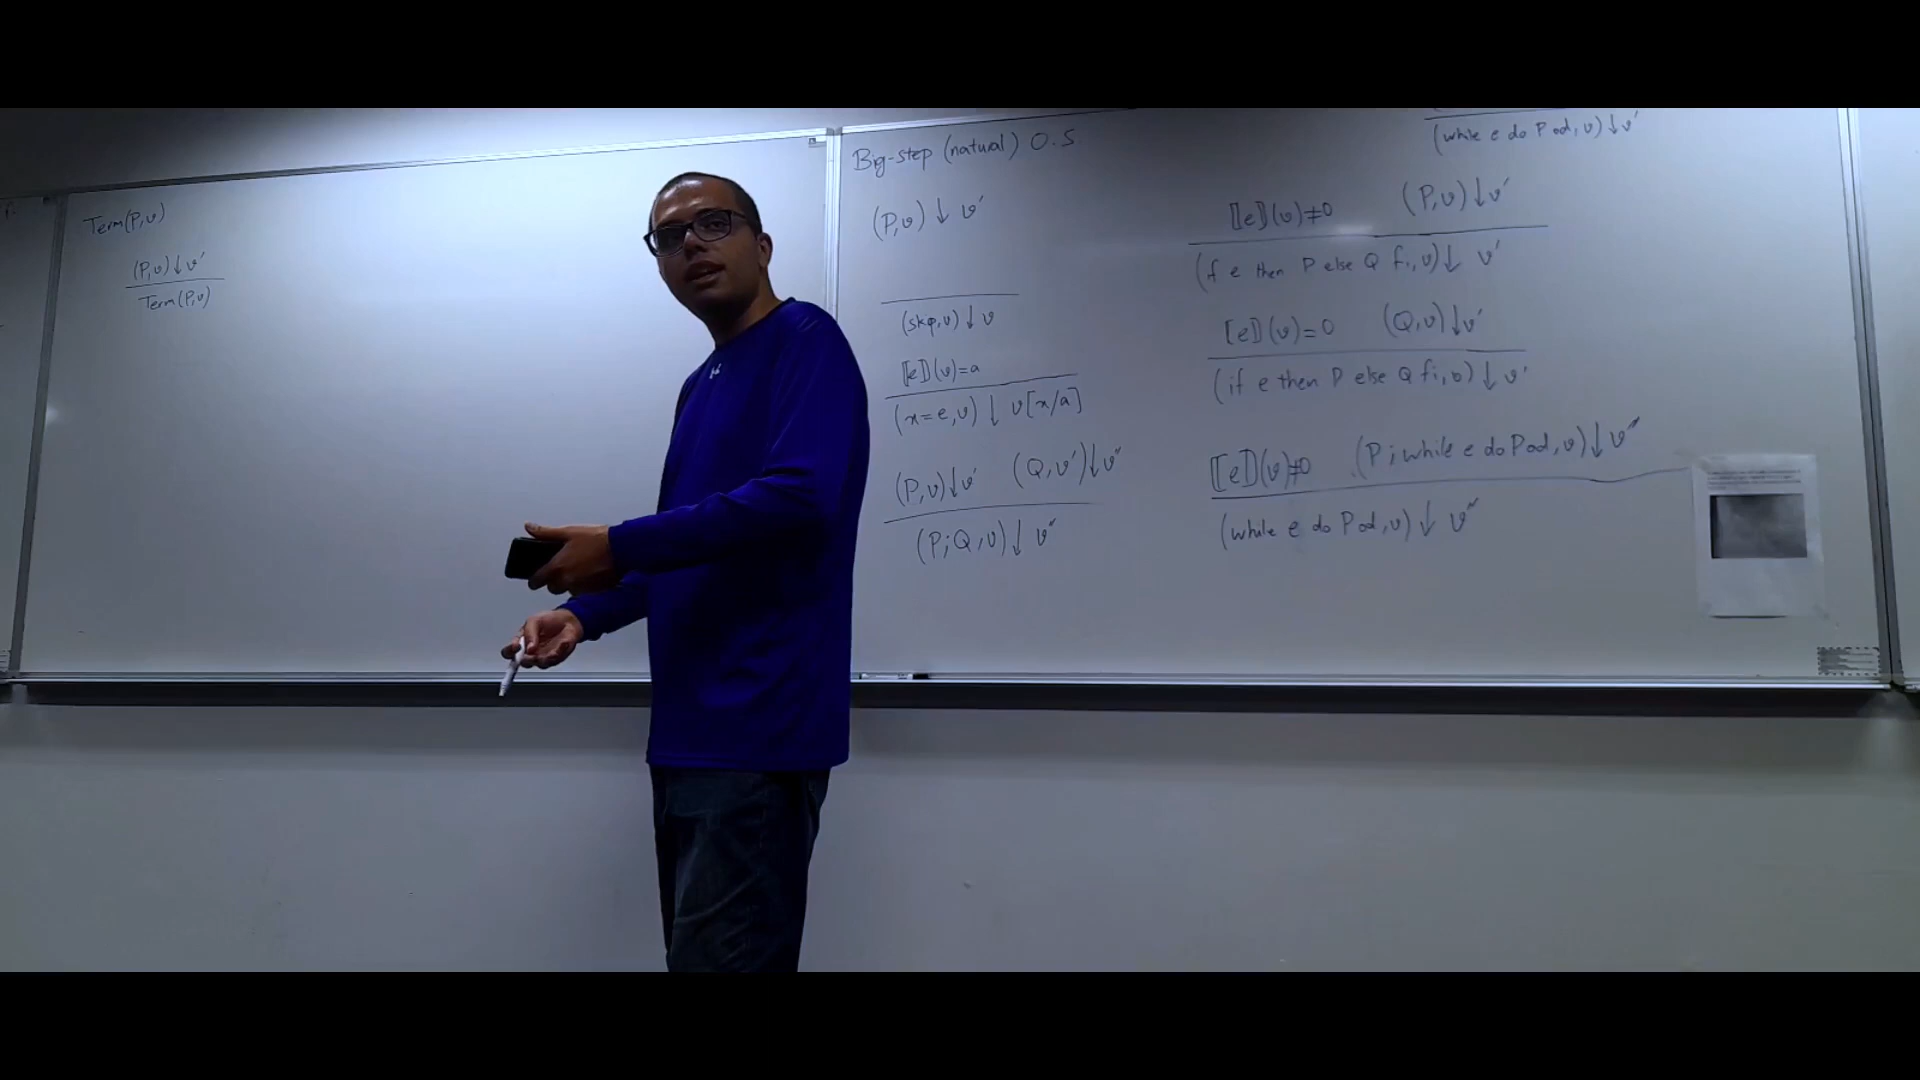 Term(P,v)
(P,v)↓v'
Term(P,v)
Big-step (natural) O.S
(P,v)↓ v'
(skip,v)↓ v
⟦e⟧(v)=a
(x=e,v) ↓ v[x/a]
(P,v)↓v' (Q,v')↓v''
(P;Q,v)↓ v''
(while e do P od, v)↓v'
⟦e⟧(v)≠0 (P,v)↓v'
(if e then P else Q fi,v)↓ v'
⟦e⟧(v)=0 (Q,v)↓v'
(if e then P else Q fi,v)↓ v'
⟦e⟧(v)≠0 (P;while e do P od,v)↓v''
(while e do P od,v)↓ v''